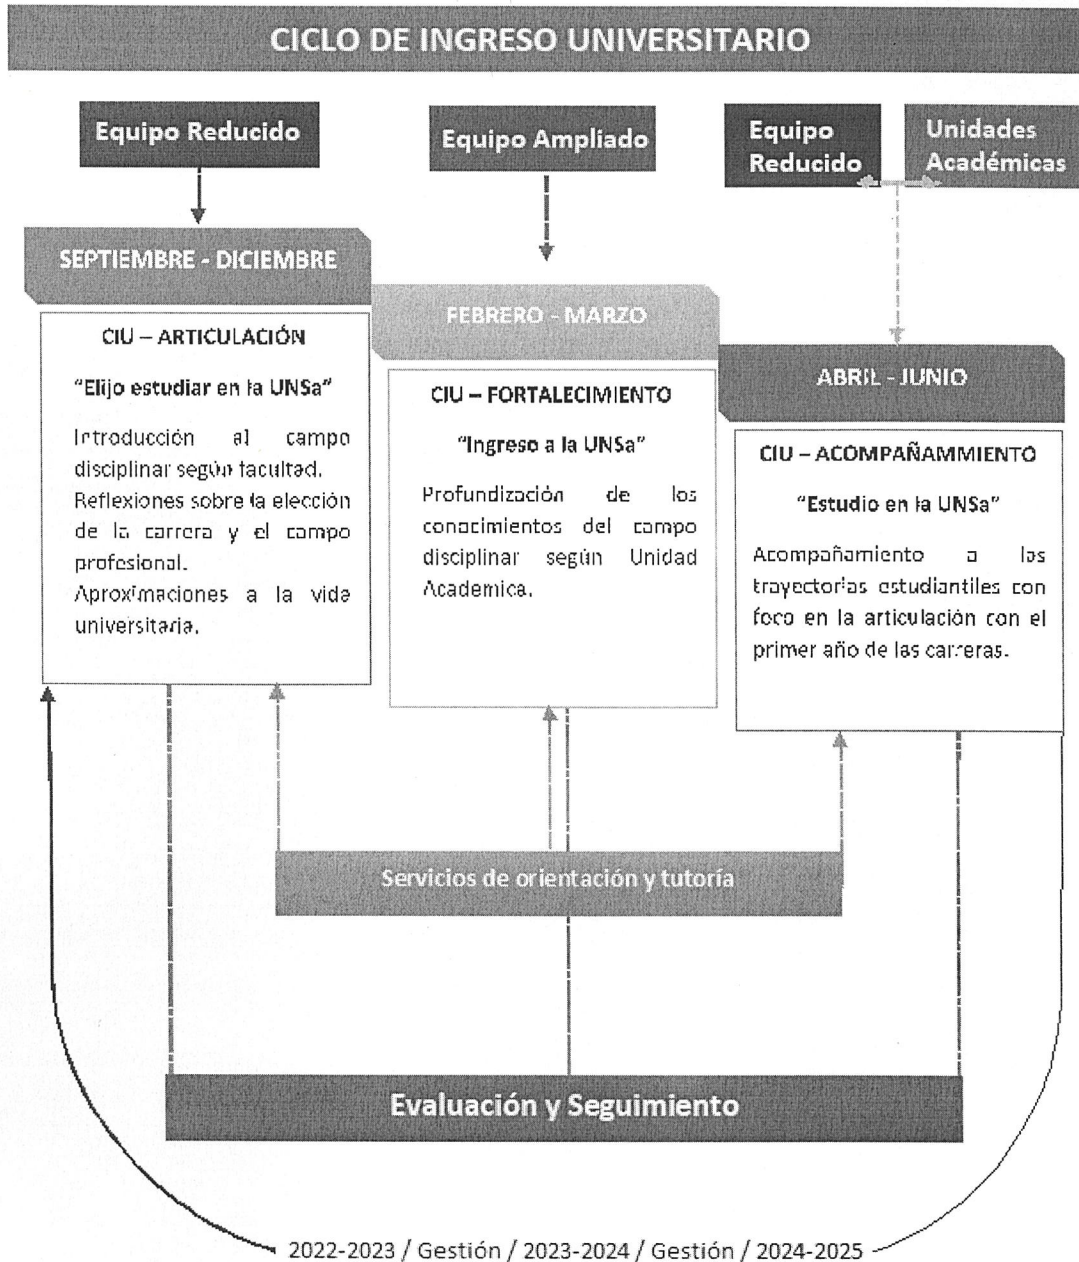 CICLO DE INGRESO UNIVERSITARIO
Equipo Reducido
Equipo Ampliado
Equipo
Reducido
Unidades
Académicas
SEPTIEMBRE - DICIEMBRE
CIU – ARTICULACIÓN
"Elijo estudiar en la UNSa"
Introducción al campo
disciplinar según facultad.
Reflexiones sobre la elección
de la carrera y el campo
profesional.
Aproximaciones a la vida
universitaria.
FEBRERO - MARZO
CIU – FORTALECIMIENTO
"Ingreso a la UNSa"
Profundización de los
conocimientos del campo
disciplinar según Unidad
Academica.
ABRIL - JUNIO
CIU – ACOMPAÑAMMIENTO
"Estudio en la UNSa"
Acompañamiento a las
trayectorias estudiantiles con
foco en la articulación con el
primer año de las carreras.
Servicios de orientación y tutoría
Evaluación y Seguimiento
2022-2023 / Gestión / 2023-2024 / Gestión / 2024-2025